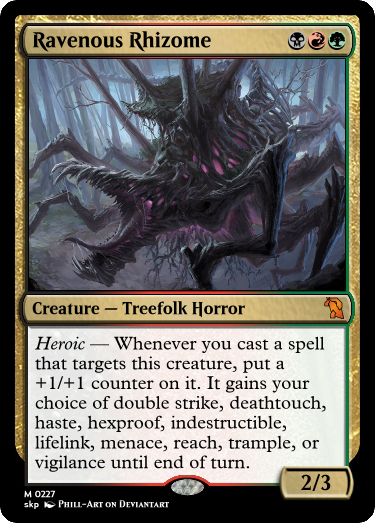 Ravenous Rhizome
Creature — Treefolk Horror
Heroic — Whenever you cast a spell
that targets this creature, put a
+1/+1 counter on it. It gains your
choice of double strike, deathtouch,
haste, hexproof, indestructible,
lifelink, menace, reach, trample, or
vigilance until end of turn.
2/3
M 0227
skp Phill-Art on Deviantart